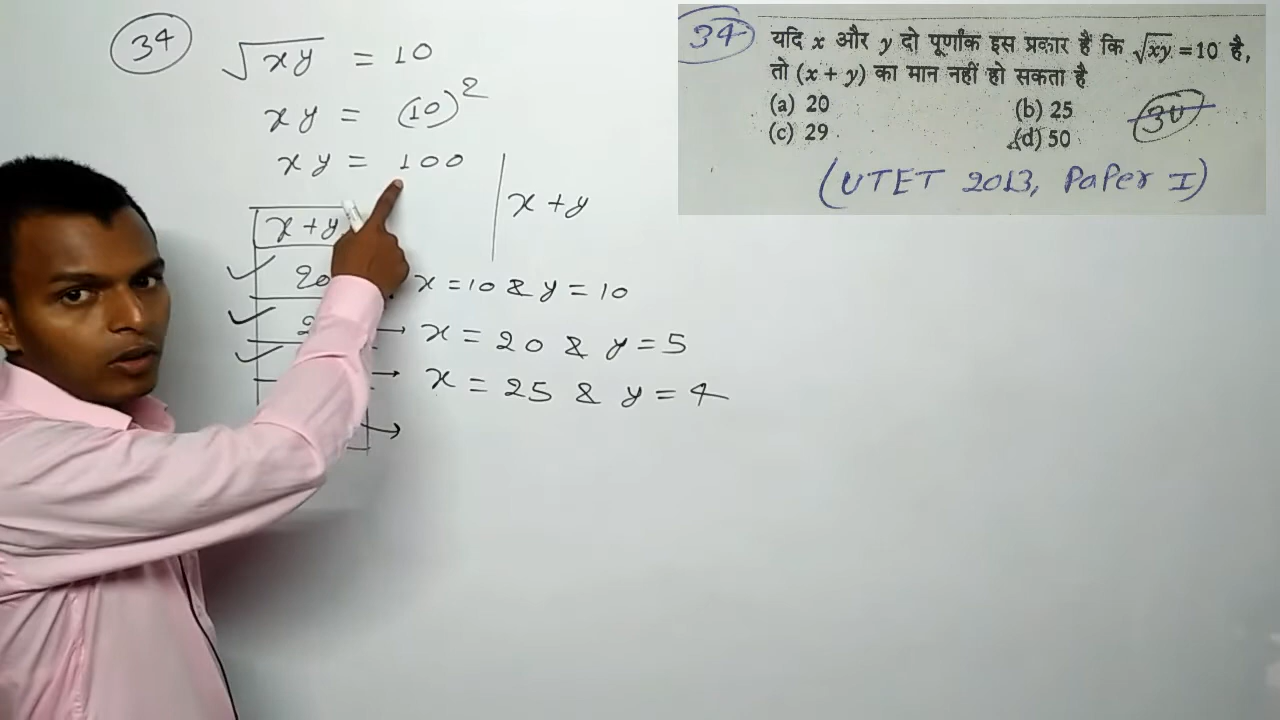 34
√xy = 10
xy = (10)²
xy = 100
x + y
x + y
20
x = 10 & y = 10
x = 20 & y = 5
x = 25 & y = 4
34
यदि x और y दो पूर्णांक इस प्रकार हैं कि √xy = 10 है,
तो (x + y) का मान नहीं हो सकता है
(a) 20 (b) 25
(c) 29 (d) 50
(UTET 2013, Paper I)